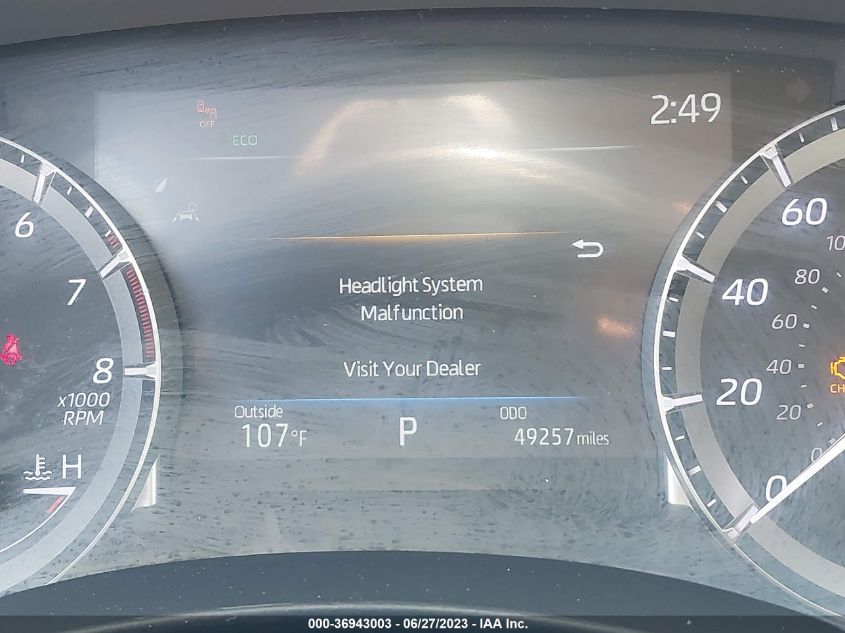 OFF
2:49
ECO
6
7
8
x1000
RPM
H
Headlight System
Malfunction
Visit Your Dealer
Outside
107°F
P
ODO
49257 miles
60
40
20
0
80
60
40
20
0
000-36943003 - 06/27/2023 - IAA Inc.